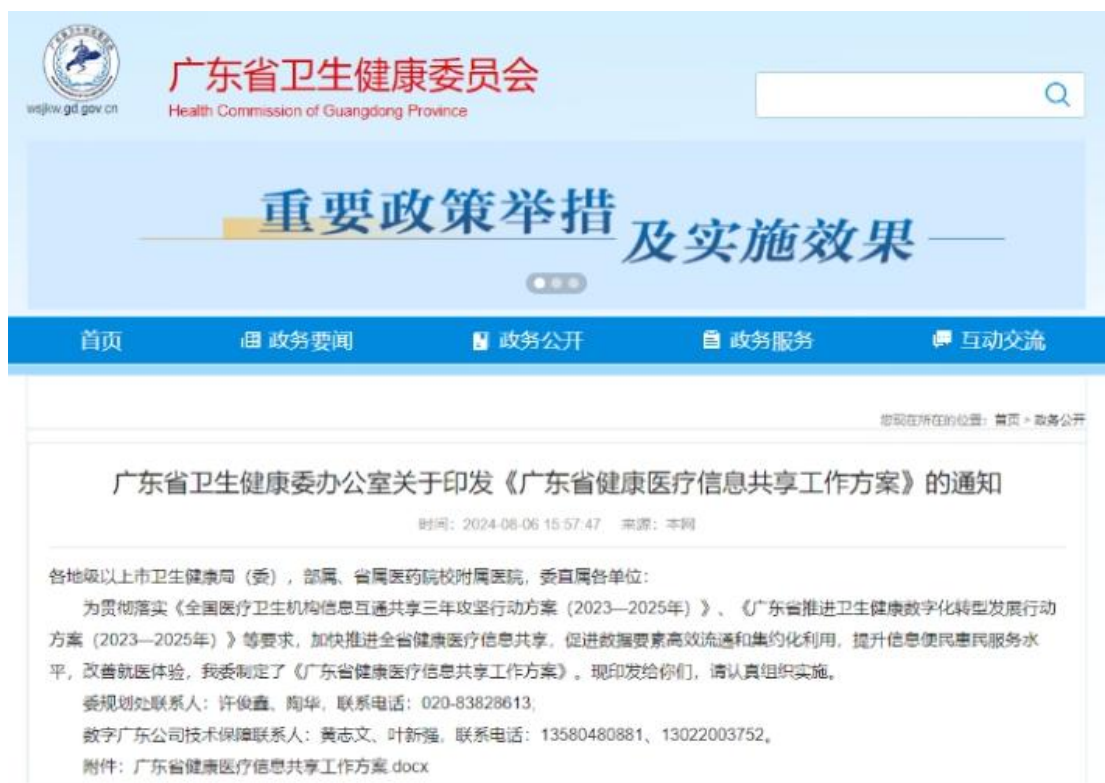 wsjkw.gd.gov.cn
广东省卫生健康委员会
Health Commission of Guangdong Province
重要政策举措
及实施效果
首页 政务要闻 政务公开 政务服务 互动交流
您现在所在的位置：首页 > 政务公开
广东省卫生健康委办公室关于印发《广东省健康医疗信息共享工作方案》的通知
时间：2024-08-06 15:57:47 来源：本网
各地级以上市卫生健康局（委），部属、省属医药院校附属医院，委直属各单位：
为贯彻落实《全国医疗卫生机构信息互通共享三年攻坚行动方案（2023—2025年）》、《广东省推进卫生健康数字化转型发展行动
方案（2023—2025年）》等要求，加快推进全省健康医疗信息共享，促进数据要素高效流通和集约化利用，提升信息便民惠民服务水
平，改善就医体验，我委制定了《广东省健康医疗信息共享工作方案》。现印发给你们，请认真组织实施。
委规划处联系人：许俊鑫、陶华，联系电话：020-83828613；
数字广东公司技术保障联系人：黄志文、叶新强，联系电话：13580480881、13022003752。
附件：广东省健康医疗信息共享工作方案.docx